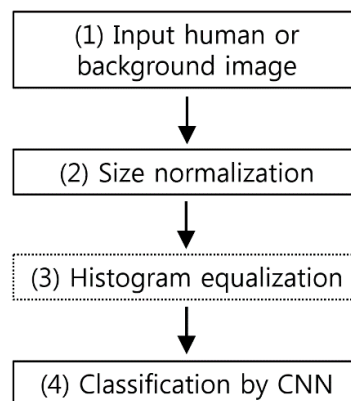 (1) Input human or
background image
(2) Size normalization
(3) Histogram equalization
(4) Classification by CNN